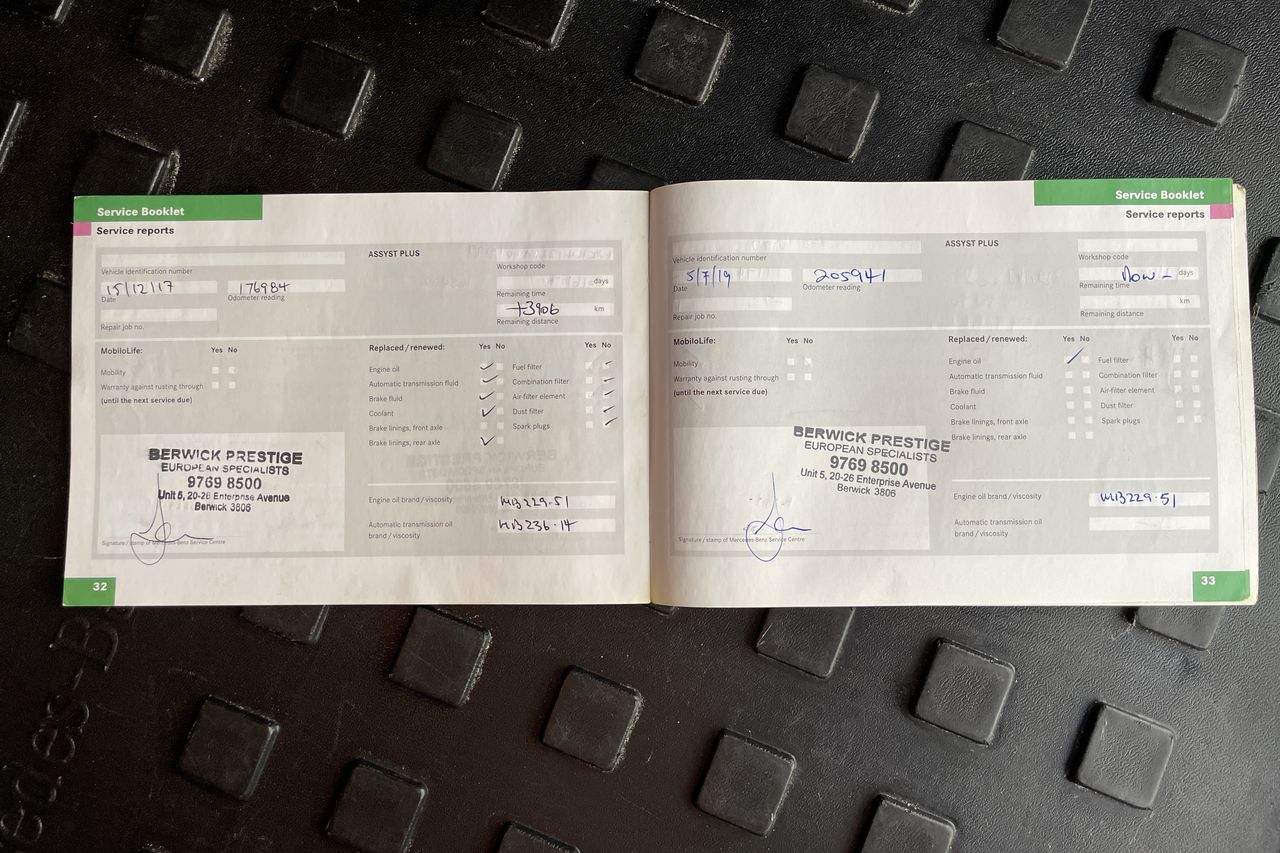 Service Booklet
Service reports
ASSYST PLUS
Vehicle identification number
Workshop code
15/12/17
176984
days
Date
Odometer reading
Remaining time
+3906 km
Repair job no.
Remaining distance
MobiloLife:
Yes No
Mobility
Warranty against rusting through
(until the next service due)
Replaced / renewed:
Yes No
Yes No
Engine oil
Fuel filter
Automatic transmission fluid
Combination filter
Brake fluid
Air-filter element
Coolant
Dust filter
Brake linings, front axle
Spark plugs
Brake linings, rear axle
BERWICK PRESTIGE
EUROPEAN SPECIALISTS
9769 8500
Unit 5, 20-26 Enterprise Avenue
Berwick 3806
Signature / stamp of Mercedes-Benz Service Centre
Engine oil brand / viscosity
MB229.51
Automatic transmission oil
brand / viscosity
MB236.14
32
Service Booklet
Service reports
ASSYST PLUS
Vehicle identification number
Workshop code
5/7/19
205941
Now - days
Date
Odometer reading
Remaining time
km
Repair job no.
Remaining distance
MobiloLife:
Yes No
Mobility
Warranty against rusting through
(until the next service due)
Replaced / renewed:
Yes No
Yes No
Engine oil
Fuel filter
Automatic transmission fluid
Combination filter
Brake fluid
Air-filter element
Coolant
Dust filter
Brake linings, front axle
Spark plugs
Brake linings, rear axle
BERWICK PRESTIGE
EUROPEAN SPECIALISTS
9769 8500
Unit 5, 20-26 Enterprise Avenue
Berwick 3806
Signature / stamp of Mercedes-Benz Service Centre
Engine oil brand / viscosity
MB229.51
Automatic transmission oil
brand / viscosity
33
edes-B